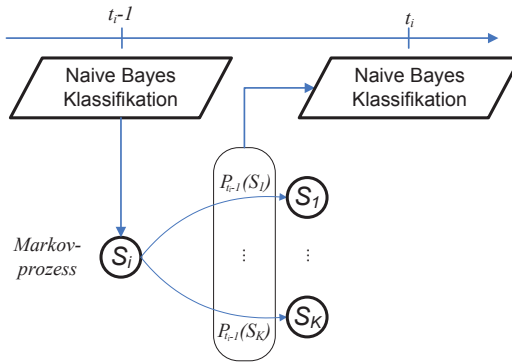 t_i-1 t_i
Naive Bayes
Klassifikation
Naive Bayes
Klassifikation
P_{t_i-1}(S_1)
S_1
Markov-
prozess
S_i
⋮ ⋮
P_{t_i-1}(S_K)
S_K